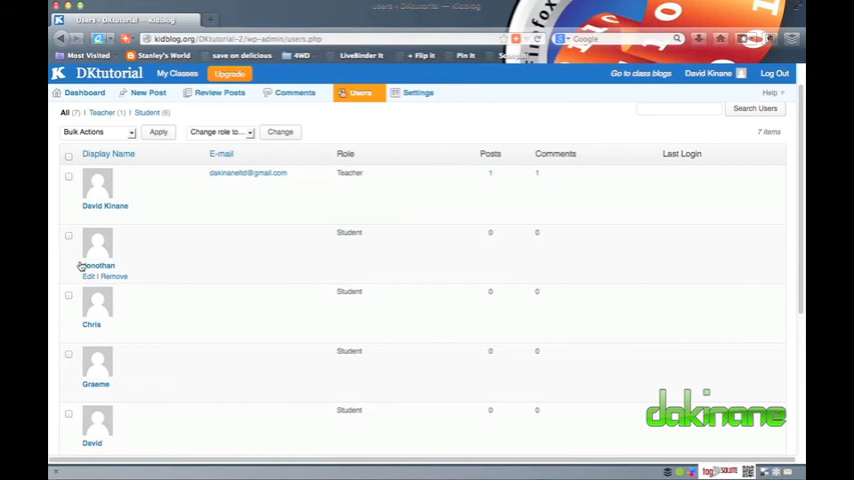 Users ‹ DKtutorial — Kidblog
Users ‹ DKtutorial — Kidblog
kidblog.org/DKtutorial-2/wp-admin/users.php
Google
Most Visited Stanley's World save on delicious 4WD LiveBinder It + Flip it Pin It
Firefox
DKtutorial My Classes Upgrade Go to class blogs David Kinane Log Out
Dashboard New Post Review Posts Comments Users Settings Help
All (7) | Teacher (1) | Student (6) Search Users
Bulk Actions Apply Change role to... Change 7 items
Display Name E-mail Role Posts Comments Last Login
dakinaneltd@gmail.com Teacher 1 1
David Kinane
Student 0 0
Jonothan
Edit | Remove
Student 0 0
Chris
Student 0 0
Graeme
dakinane
Student 0 0
David